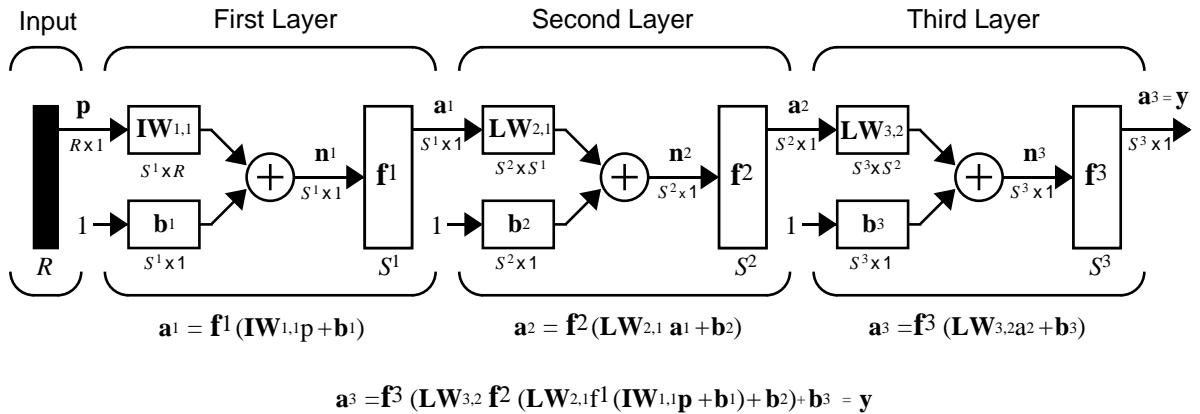 Input First Layer Second Layer Third Layer
p a1 a2 a3 = y
IW1,1 LW2,1 LW3,2
R x 1 S1 x 1 S2 x 1 S3 x 1
n1 n2 n3
S1 x R f1 S2 x S1 f2 S3 x S2 f3
S1 x 1 S2 x 1 S3 x 1
1 b1 1 b2 1 b3
S1 x 1 S2 x 1 S3 x 1
R S1 S2 S3
a1 = f1 (IW1,1p +b1) a2 = f2 (LW2,1 a1 +b2) a3 =f3 (LW3,2a2 +b3)
a3 =f3 (LW3,2 f2 (LW2,1f1 (IW1,1p +b1)+ b2)+ b3 = y